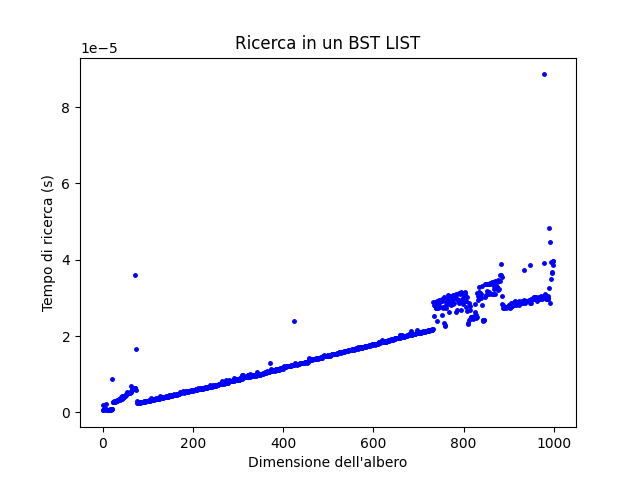 Ricerca in un BST LIST
1e−5
8
6
4
2
0
Tempo di ricerca (s)
0 200 400 600 800 1000
Dimensione dell'albero